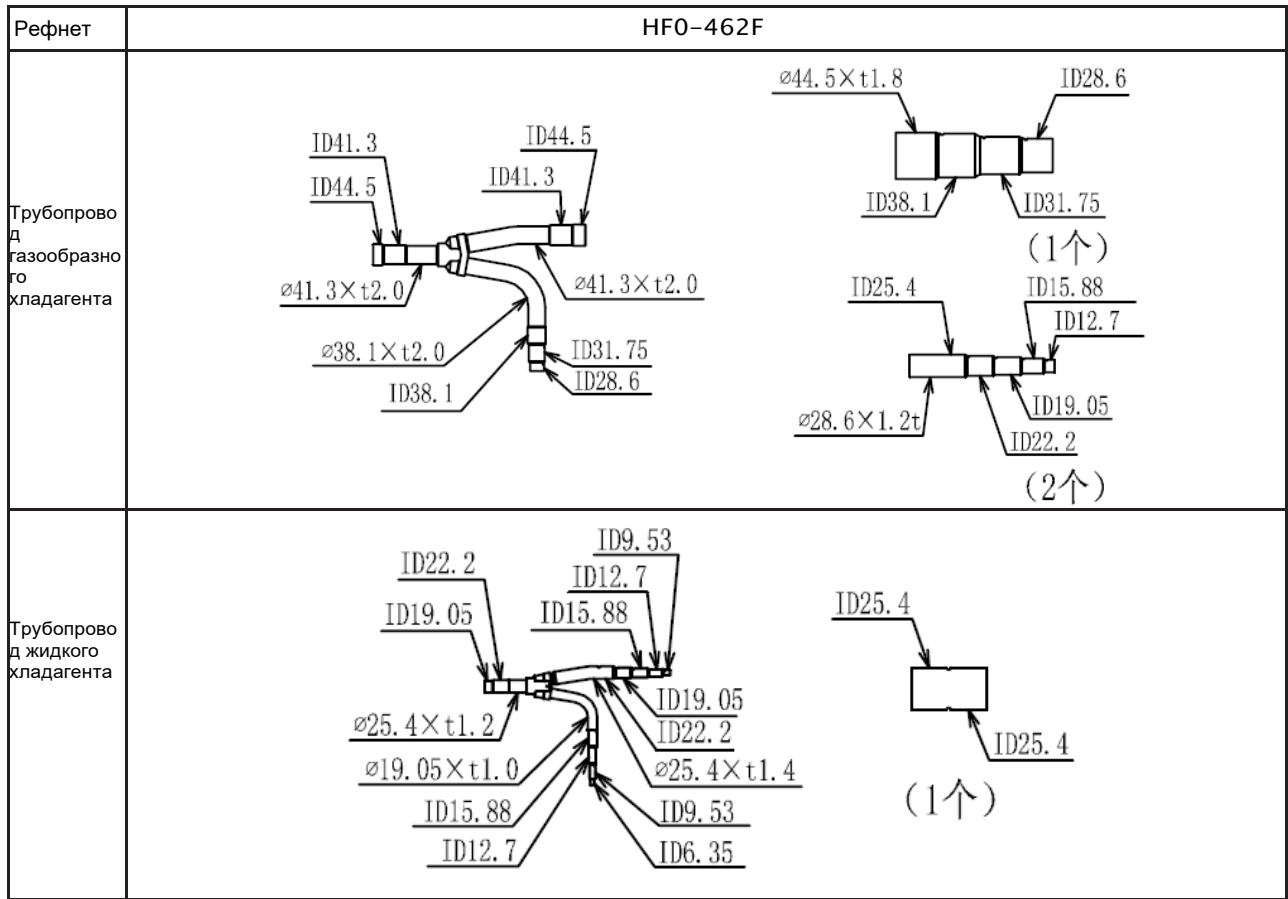 Рефнет
HF0-462F
Трубопрово
д
газообразно
го
хладагента
ID41.3
ID44.5
ID44.5
ID41.3
ø41.3×t2.0
ø41.3×t2.0
ø38.1×t2.0
ID38.1
ID31.75
ID28.6
ø44.5×t1.8
ID28.6
ID38.1
ID31.75
(1个)
ID25.4
ID15.88
ID12.7
ø28.6×1.2t
ID19.05
ID22.2
(2个)
Трубопрово
д жидкого
хладагента
ID22.2
ID19.05
ID9.53
ID12.7
ID15.88
ø25.4×t1.2
ID19.05
ID22.2
ø19.05×t1.0
ø25.4×t1.4
ID15.88
ID9.53
ID12.7
ID6.35
ID25.4
ID25.4
(1个)